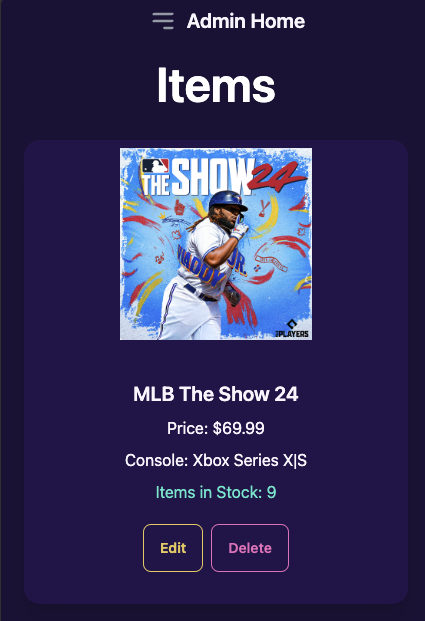 Admin Home
Items
THE SHOW 24
MLB The Show 24
Price: $69.99
Console: Xbox Series X|S
Items in Stock: 9
Edit
Delete